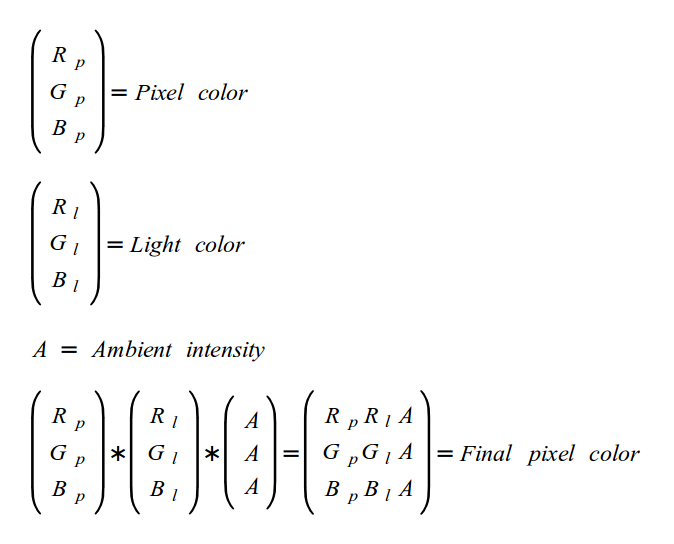 R p
G p = Pixel color
B p
R l
G l = Light color
B l
A = Ambient intensity
R p R l A R p R l A
G p * G l * A = G p G l A = Final pixel color
B p B l A B p B l A